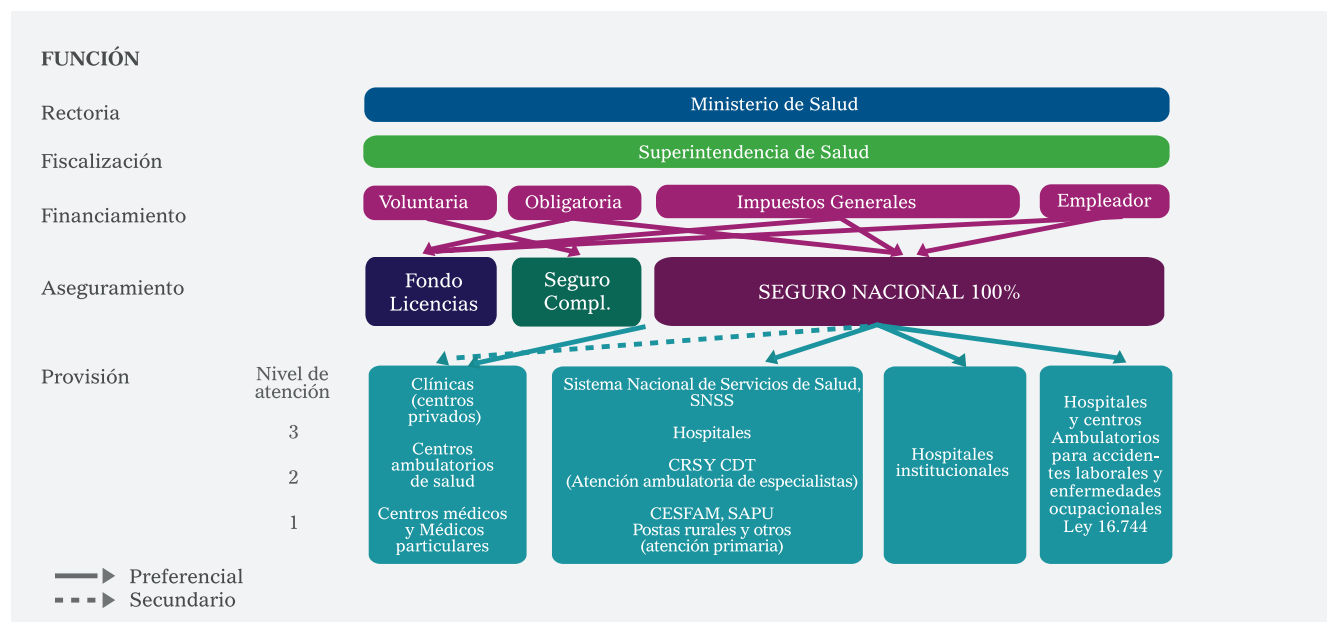 FUNCIÓN
Rectoria
Ministerio de Salud
Fiscalización
Superintendencia de Salud
Financiamiento
Voluntaria
Obligatoria
Impuestos Generales
Empleador
Aseguramiento
Fondo
Licencias
Seguro
Compl.
SEGURO NACIONAL 100%
Provisión
Nivel de
atención
3
2
1
Clínicas
(centros
privados)
Centros
ambulatorios
de salud
Centros médicos
y Médicos
particulares
Sistema Nacional de Servicios de Salud,
SNSS
Hospitales
CRSY CDT
(Atención ambulatoria de especialistas)
CESFAM, SAPU
Postas rurales y otros
(atención primaria)
Hospitales
institucionales
Hospitales
y centros
Ambulatorios
para acciden-
tes laborales y
enfermedades
ocupacionales
Ley 16.744
Preferencial
Secundario